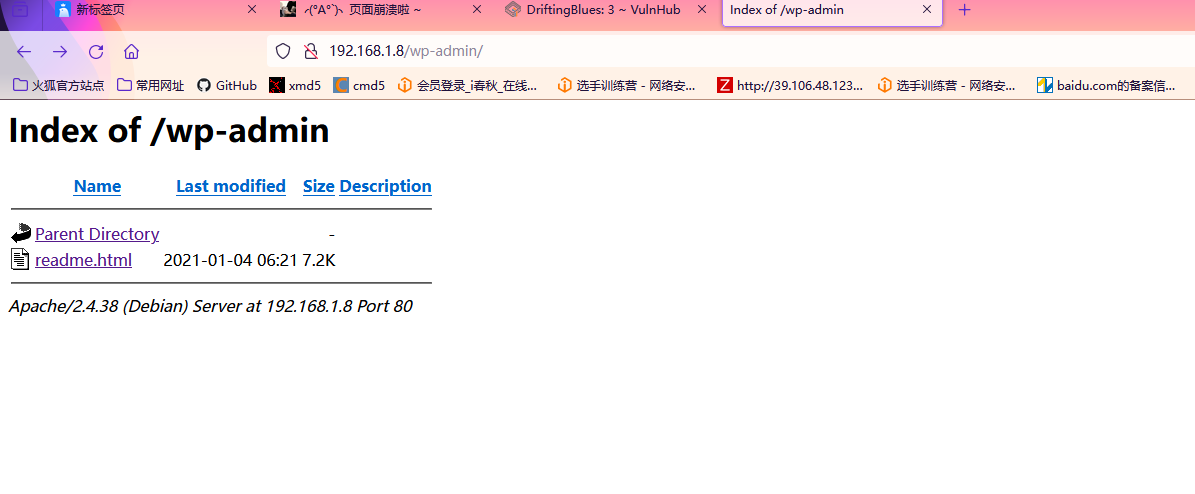 新标签页
╭(°A°`)╮ 页面崩溃啦 ~
DriftingBlues: 3 ~ VulnHub
Index of /wp-admin
192.168.1.8/wp-admin/
火狐官方站点 常用网址 GitHub xmd5 cmd5 会员登录_i春秋_在线... 选手训练营 - 网络安... http://39.106.48.123... 选手训练营 - 网络安... baidu.com的备案信...
Index of /wp-admin
Name Last modified Size Description
Parent Directory -
readme.html 2021-01-04 06:21 7.2K
Apache/2.4.38 (Debian) Server at 192.168.1.8 Port 80